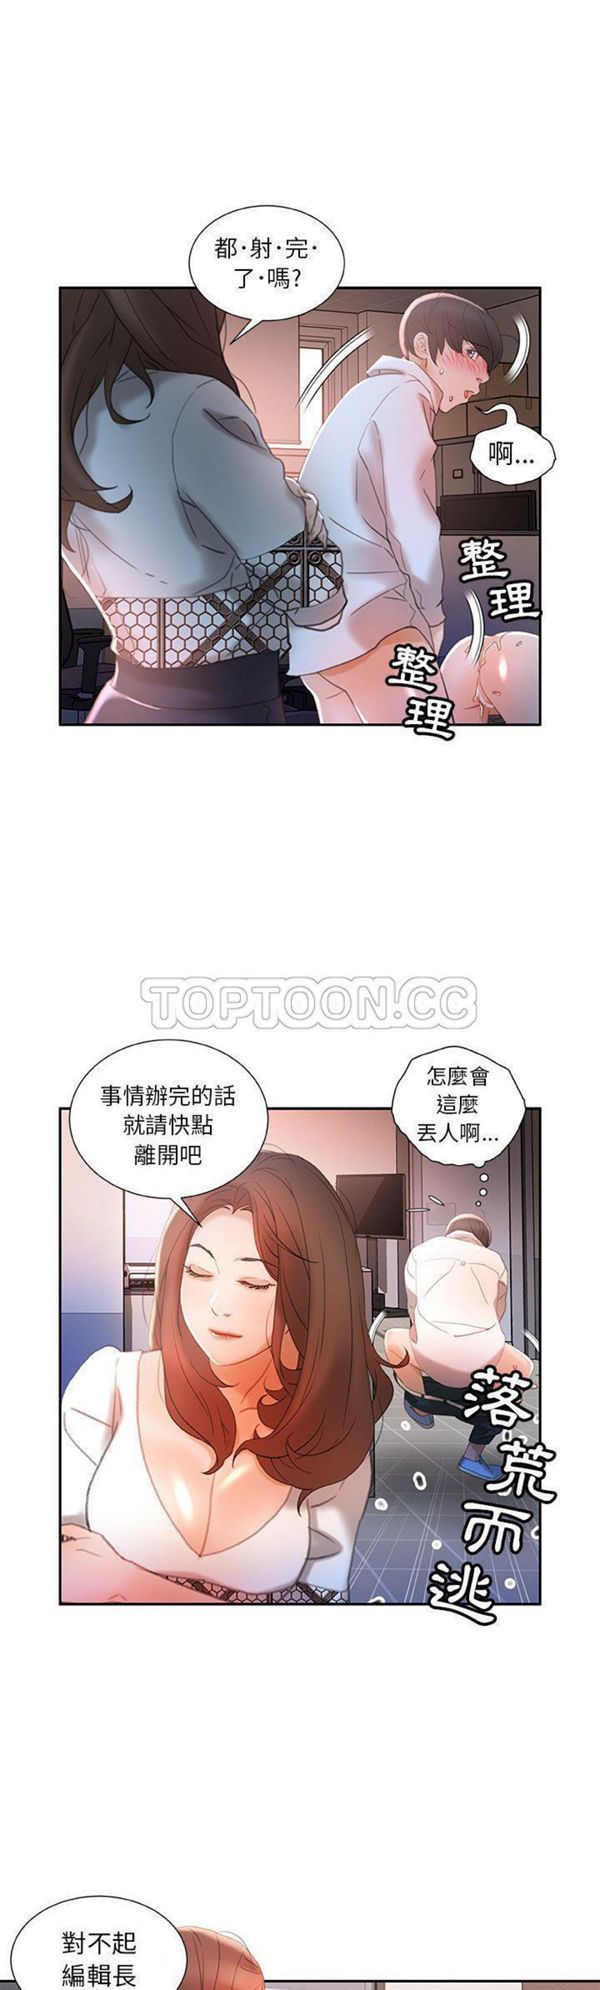 都·射·完·
了·嗎?
啊...
整理
整理
TOPTOON.CC
事情辦完的話
就請快點
離開吧
怎麼會
這麼
丟人啊...
落荒而逃
對不起
編輯長